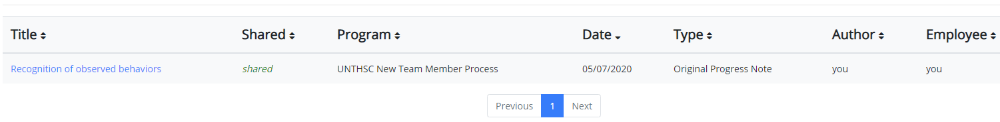 Title Shared Program Date Type Author Employee
Recognition of observed behaviors shared UNTHSC New Team Member Process 05/07/2020 Original Progress Note you you
Previous 1 Next